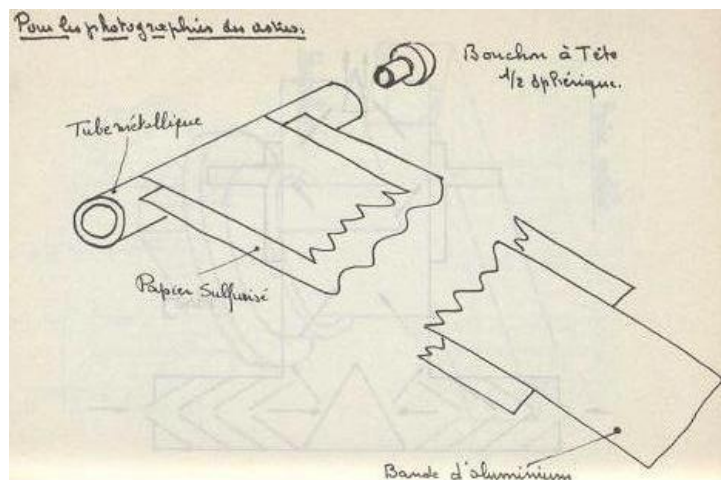 Pour les photographies des astres.
Bouchon à Tête
1/2 sphérique.
Tube métallique
Papier Sulfurisé
Bande d'aluminium